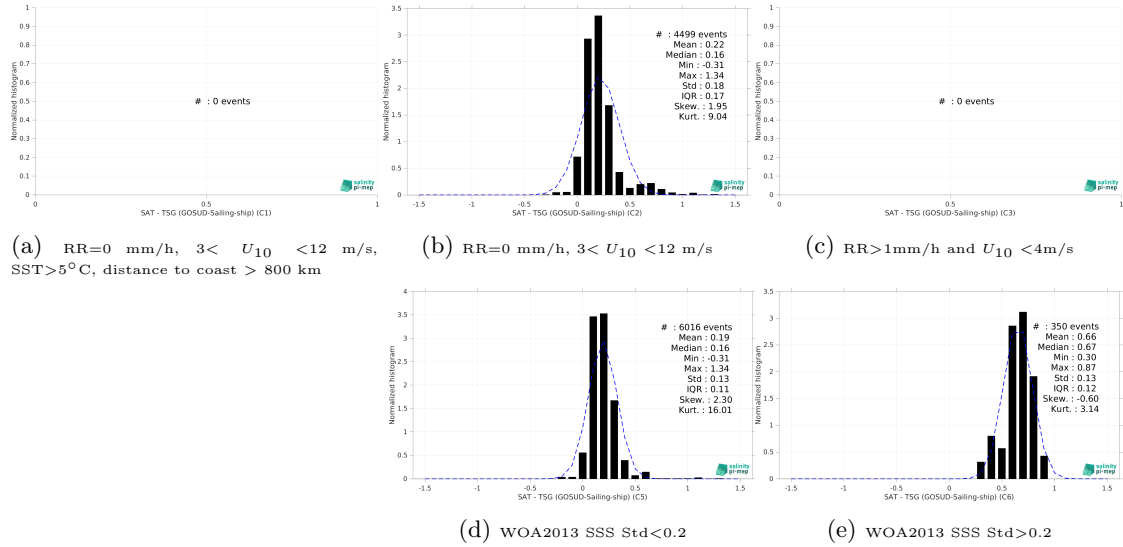 1
0.9
0.8
0.7
0.6
0.5
0.4
0.3
0.2
0.1
0
Normalized histogram
# : 0 events
salinity
pi-mep
0 0.5 1
SAT - TSG (GOSUD-Sailing-ship) (C1)
(a) RR=0 mm/h, 3< U10 <12 m/s,
SST>5°C, distance to coast > 800 km
3.5
3
2.5
2
1.5
1
0.5
0
Normalized histogram
# : 4499 events
Mean : 0.22
Median : 0.16
Min : -0.31
Max : 1.34
Std : 0.18
IQR : 0.17
Skew. : 1.95
Kurt. : 9.04
salinity
pi-mep
-1.5 -1 -0.5 0 0.5 1 1.5
SAT - TSG (GOSUD-Sailing-ship) (C2)
(b) RR=0 mm/h, 3< U10 <12 m/s
1
0.9
0.8
0.7
0.6
0.5
0.4
0.3
0.2
0.1
0
Normalized histogram
# : 0 events
salinity
pi-mep
0 0.5 1
SAT - TSG (GOSUD-Sailing-ship) (C3)
(c) RR>1mm/h and U10 <4m/s
4
3.5
3
2.5
2
1.5
1
0.5
0
Normalized histogram
# : 6016 events
Mean : 0.19
Median : 0.16
Min : -0.31
Max : 1.34
Std : 0.13
IQR : 0.11
Skew. : 2.30
Kurt. : 16.01
salinity
pi-mep
-1.5 -1 -0.5 0 0.5 1 1.5
SAT - TSG (GOSUD-Sailing-ship) (C5)
(d) WOA2013 SSS Std<0.2
3.5
3
2.5
2
1.5
1
0.5
0
Normalized histogram
# : 350 events
Mean : 0.66
Median : 0.67
Min : 0.30
Max : 0.87
Std : 0.13
IQR : 0.12
Skew. : -0.60
Kurt. : 3.14
salinity
pi-mep
-1.5 -1 -0.5 0 0.5 1 1.5
SAT - TSG (GOSUD-Sailing-ship) (C6)
(e) WOA2013 SSS Std>0.2